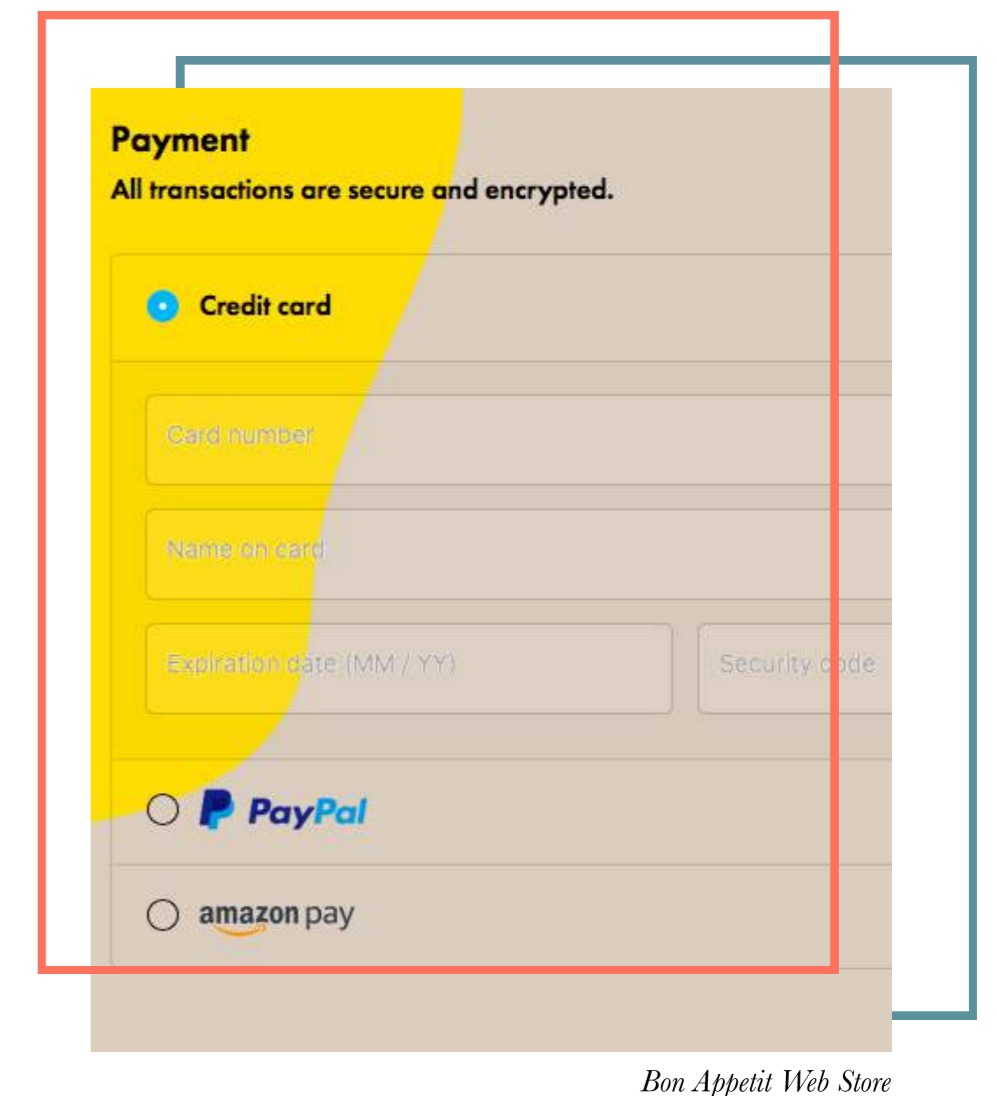 Payment
All transactions are secure and encrypted.
Credit card
Card number
Name on card
Expiration date (MM / YY)
Security code
PayPal
amazon pay
Bon Appetit Web Store